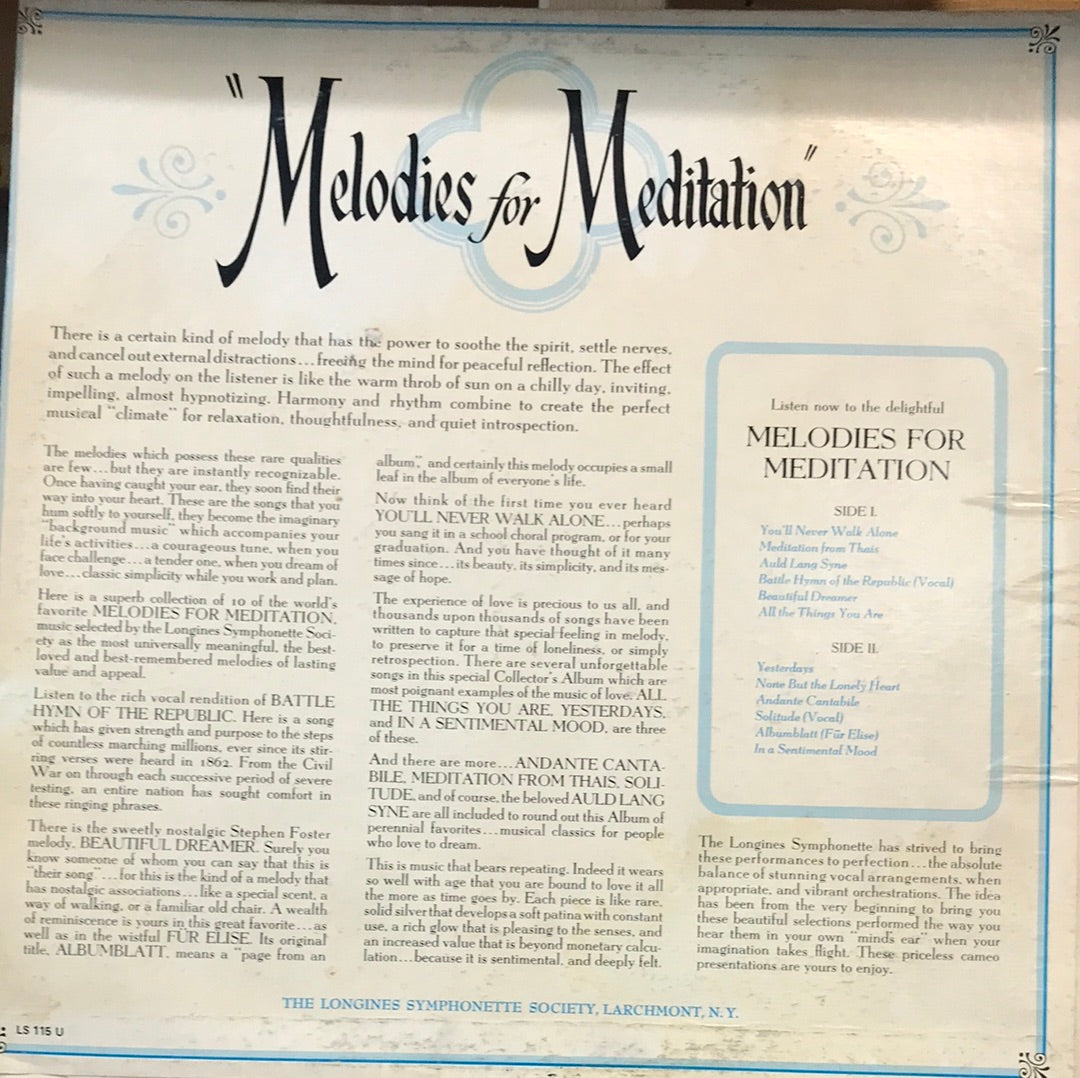 "Melodies for Meditation"
There is a certain kind of melody that has the power to soothe the spirit, settle nerves,
and cancel out external distractions...freeing the mind for peaceful reflection. The effect
of such a melody on the listener is like the warm throb of sun on a chilly day, inviting,
impelling, almost hypnotizing. Harmony and rhythm combine to create the perfect
musical "climate" for relaxation, thoughtfulness, and quiet introspection.
The melodies which possess these rare qualities
are few...but they are instantly recognizable.
Once having caught your ear, they soon find their
way into your heart. These are the songs that you
hum softly to yourself, they become the imaginary
"background music" which accompanies your
life's activities...a courageous tune, when you
face challenge...a tender one, when you dream of
love...classic simplicity while you work and plan.
Here is a superb collection of 10 of the world's
favorite MELODIES FOR MEDITATION,
music selected by the Longines Symphonette Soci-
ety as the most universally meaningful, the best-
loved and best-remembered melodies of lasting
value and appeal.
Listen to the rich vocal rendition of BATTLE
HYMN OF THE REPUBLIC. Here is a song
which has given strength and purpose to the steps
of countless marching millions, ever since its stir-
ring verses were heard in 1862. From the Civil
War on through each successive period of severe
testing, an entire nation has sought comfort in
these ringing phrases.
There is the sweetly nostalgic Stephen Foster
melody, BEAUTIFUL DREAMER. Surely you
know someone of whom you can say that this is
"their song"...for this is the kind of a melody that
has nostalgic associations...like a special scent, a
way of walking, or a familiar old chair. A wealth
of reminiscence is yours in this great favorite...as
well as in the wistful FÜR ELISE. Its original
title, ALBUMBLATT, means a "page from an
album," and certainly this melody occupies a small
leaf in the album of everyone's life.
Now think of the first time you ever heard
YOU'LL NEVER WALK ALONE...perhaps
you sang it in a school choral program, or for your
graduation. And you have thought of it many
times since...its beauty, its simplicity, and its mes-
sage of hope.
The experience of love is precious to us all, and
thousands upon thousands of songs have been
written to capture that special feeling in melody,
to preserve it for a time of loneliness, or simply
retrospection. There are several unforgettable
songs in this special Collector's Album which are
most poignant examples of the music of love. ALL
THE THINGS YOU ARE, YESTERDAYS,
and IN A SENTIMENTAL MOOD, are three
of these.
And there are more...ANDANTE CANTA-
BILE, MEDITATION FROM THAIS, SOLI-
TUDE, and of course, the beloved AULD LANG
SYNE are all included to round out this Album of
perennial favorites...musical classics for people
who love to dream.
This is music that bears repeating. Indeed it wears
so well with age that you are bound to love it all
the more as time goes by. Each piece is like rare,
solid silver that develops a soft patina with constant
use, a rich glow that is pleasing to the senses, and
an increased value that is beyond monetary calcu-
lation...because it is sentimental, and deeply felt.
Listen now to the delightful
MELODIES FOR
MEDITATION
SIDE I.
You'll Never Walk Alone
Meditation from Thais
Auld Lang Syne
Battle Hymn of the Republic (Vocal)
Beautiful Dreamer
All the Things You Are
SIDE II.
Yesterdays
None But the Lonely Heart
Andante Cantabile
Solitude (Vocal)
Albumblatt (Für Elise)
In a Sentimental Mood
The Longines Symphonette has strived to bring
these performances to perfection...the absolute
balance of stunning vocal arrangements, when
appropriate, and vibrant orchestrations. The idea
has been from the very beginning to bring you
these beautiful selections performed the way you
hear them in your own "mind's ear" when your
imagination takes flight. These priceless cameo
presentations are yours to enjoy.
THE LONGINES SYMPHONETTE SOCIETY, LARCHMONT, N.Y.
LS 115 U